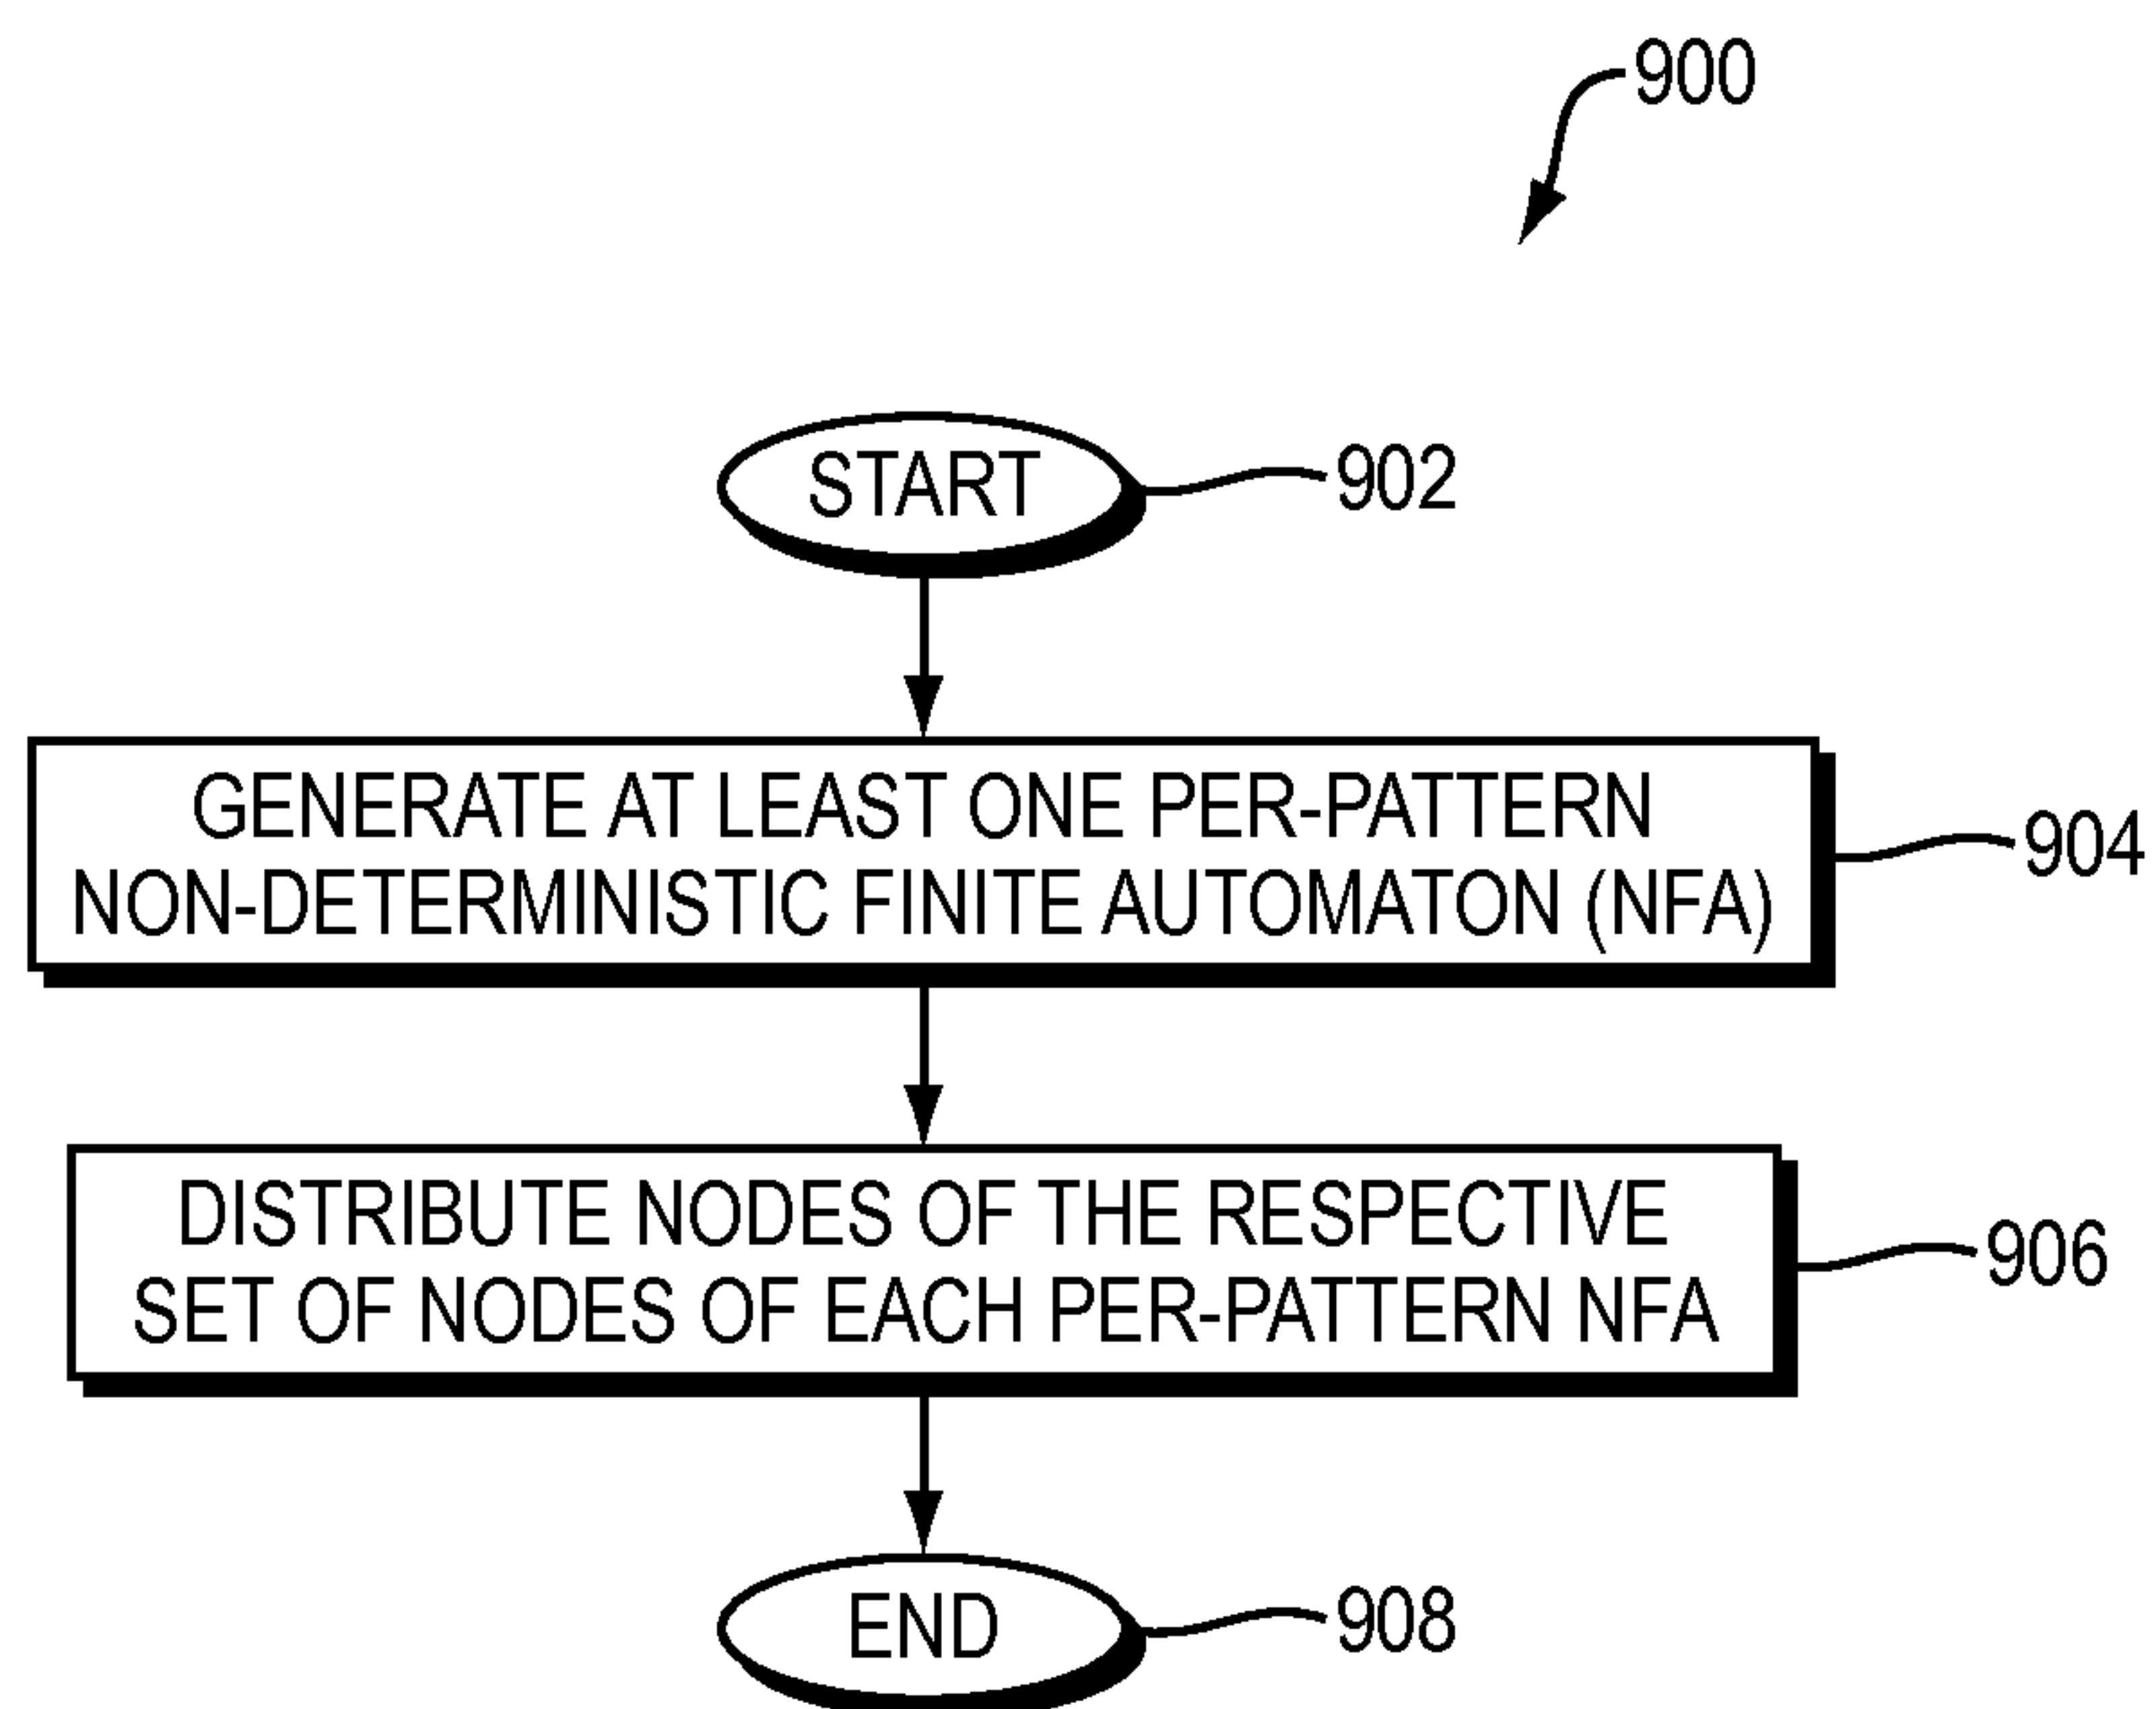 900
START
902
GENERATE AT LEAST ONE PER-PATTERN
NON-DETERMINISTIC FINITE AUTOMATON (NFA)
904
DISTRIBUTE NODES OF THE RESPECTIVE
SET OF NODES OF EACH PER-PATTERN NFA
906
END
908